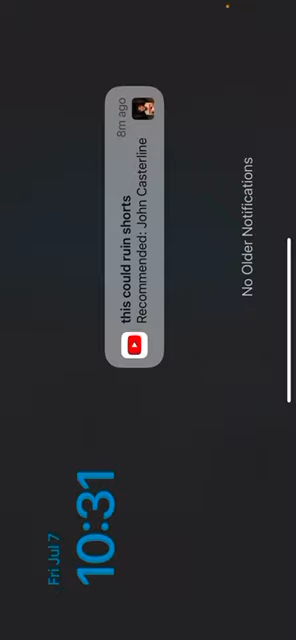 Fri Jul 7
10:31
this could ruin shorts
8m ago
Recommended: John Casterline
No Older Notifications